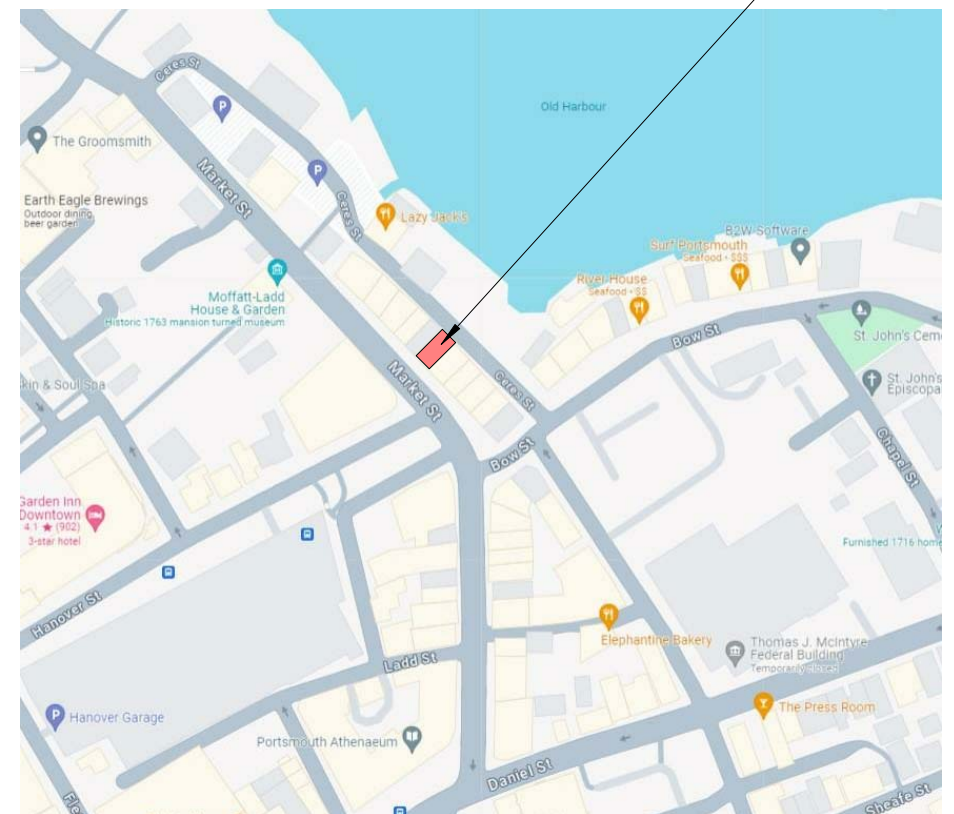 Ceres St
P
Old Harbour
The Groomsmith
P
Market St
Earth Eagle Brewings
Outdoor dining,
beer garden
Ceres St
Lazy Jack's
B2W Software
Surf Portsmouth
Seafood • $$$
Moffatt-Ladd
House & Garden
Historic 1763 mansion turned museum
River House
Seafood • $$
Bow St
St. John's Ceme
kin & Soul Spa
Market St
Ceres St
St. John's
Episcopa
Bow St
Chapel St
Garden Inn
Downtown
4.1 ★ (902)
3-star hotel
Furnished 1716 home
Hanover St
Elephantine Bakery
Thomas J. McIntyre
Federal Building
Temporarily closed
Ladd St
P
Hanover Garage
The Press Room
Portsmouth Athenaeum
Daniel St
Fle
Sheafe St